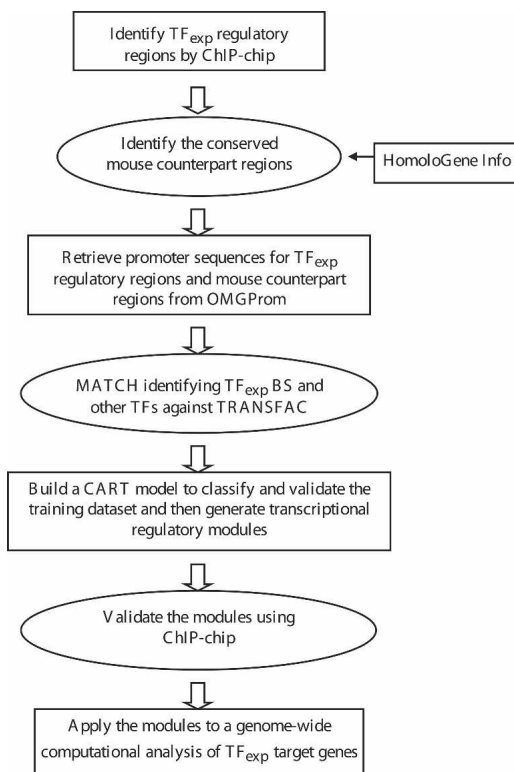 Identify TFexp regulatory
regions by ChIP-chip
Identify the conserved
mouse counterpart regions
HomoloGene Info
Retrieve promoter sequences for TFexp
regulatory regions and mouse counterpart
regions from OMGProm
MATCH identifying TFexp BS and
other TFs against TRANSFAC
Build a CART model to classify and validate the
training dataset and then generate transcriptional
regulatory modules
Validate the modules using
ChIP-chip
Apply the modules to a genome-wide
computational analysis of TFexp target genes